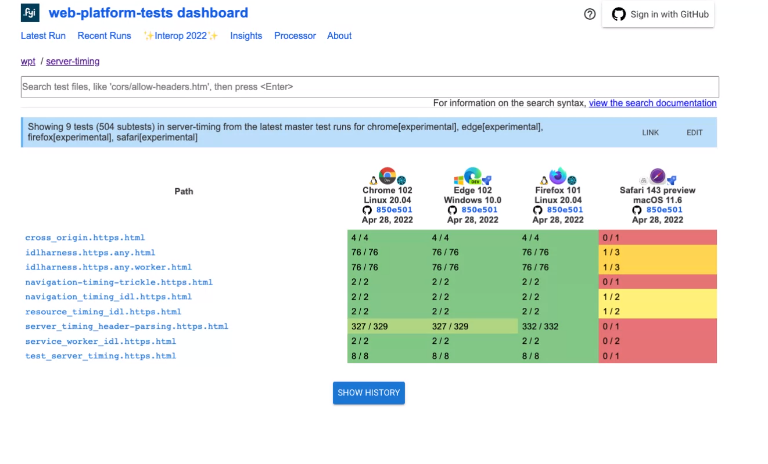 .fyi
web-platform-tests dashboard
Sign in with GitHub
Latest Run Recent Runs ✨Interop 2022✨ Insights Processor About
wpt / server-timing
Search test files, like 'cors/allow-headers.htm', then press <Enter>
For information on the search syntax, view the search documentation
Showing 9 tests (504 subtests) in server-timing from the latest master test runs for chrome[experimental], edge[experimental],
firefox[experimental], safari[experimental]
LINK EDIT
Path
Chrome 102 Edge 102 Firefox 101 Safari 143 preview
Linux 20.04 Windows 10.0 Linux 20.04 macOS 11.6
850e501 850e501 850e501 850e501
Apr 28, 2022 Apr 28, 2022 Apr 28, 2022 Apr 28, 2022
cross_origin.https.html 4 / 4 4 / 4 4 / 4 0 / 1
idlharness.https.any.html 76 / 76 76 / 76 76 / 76 1 / 3
idlharness.https.any.worker.html 76 / 76 76 / 76 76 / 76 1 / 3
navigation-timing-trickle.https.html 2 / 2 2 / 2 2 / 2 0 / 1
navigation_timing_idl.https.html 2 / 2 2 / 2 2 / 2 1 / 2
resource_timing_idl.https.html 2 / 2 2 / 2 2 / 2 1 / 2
server_timing_header-parsing.https.html 327 / 329 327 / 329 332 / 332 0 / 1
service_worker_idl.https.html 2 / 2 2 / 2 2 / 2 0 / 2
test_server_timing.https.html 8 / 8 8 / 8 8 / 8 0 / 1
SHOW HISTORY